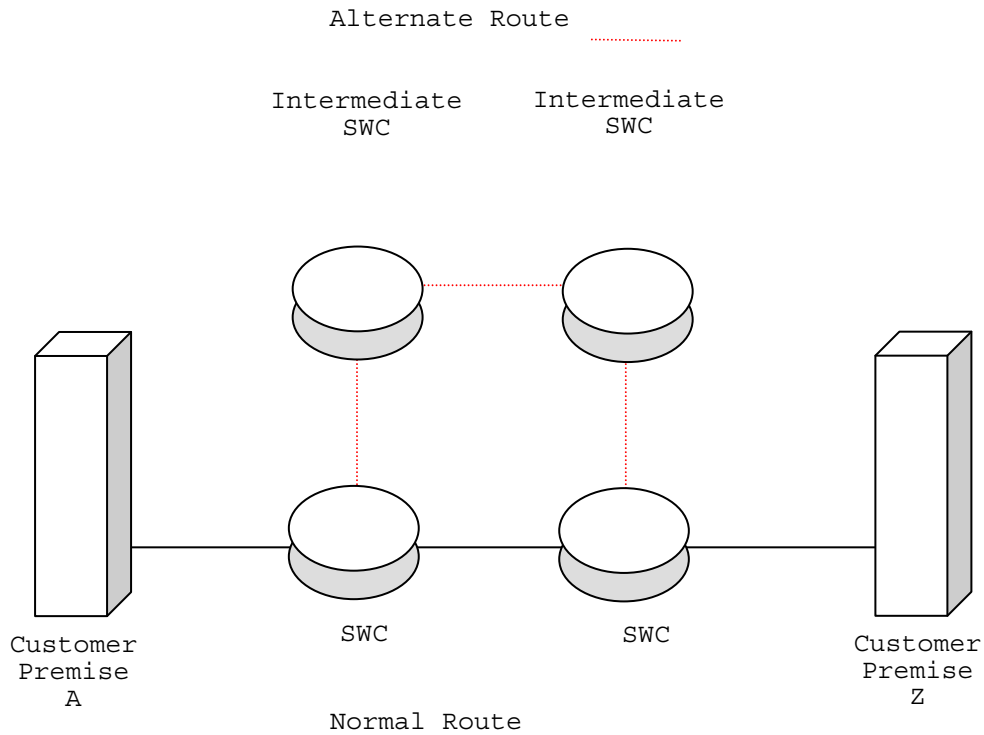 Alternate Route
Intermediate
SWC
Intermediate
SWC
SWC
SWC
Customer
Premise
A
Customer
Premise
Z
Normal Route